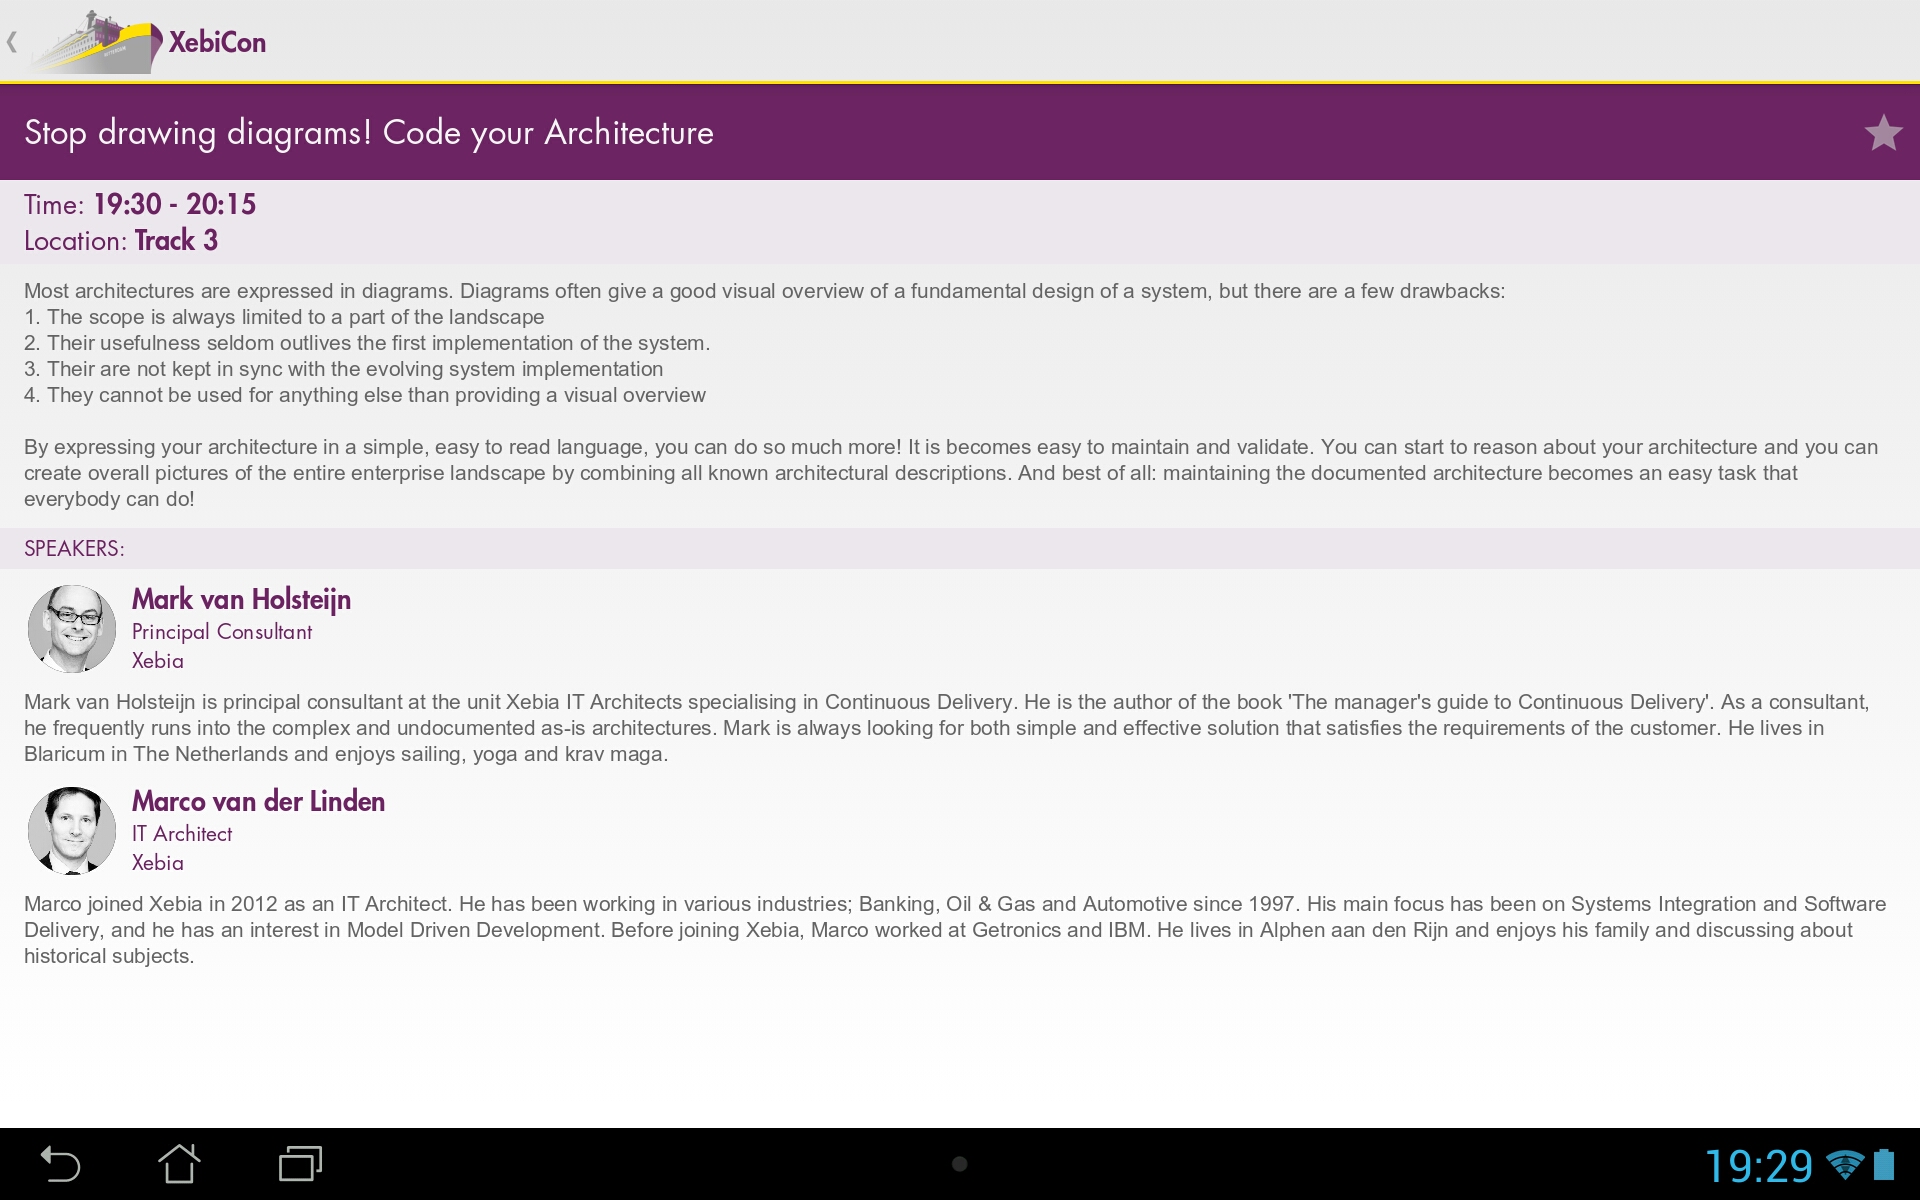 XebiCon
Stop drawing diagrams! Code your Architecture
Time: 19:30 - 20:15
Location: Track 3
Most architectures are expressed in diagrams. Diagrams often give a good visual overview of a fundamental design of a system, but there are a few drawbacks:
1. The scope is always limited to a part of the landscape
2. Their usefulness seldom outlives the first implementation of the system.
3. Their are not kept in sync with the evolving system implementation
4. They cannot be used for anything else than providing a visual overview
By expressing your architecture in a simple, easy to read language, you can do so much more! It is becomes easy to maintain and validate. You can start to reason about your architecture and you can
create overall pictures of the entire enterprise landscape by combining all known architectural descriptions. And best of all: maintaining the documented architecture becomes an easy task that
everybody can do!
SPEAKERS:
Mark van Holsteijn
Principal Consultant
Xebia
Mark van Holsteijn is principal consultant at the unit Xebia IT Architects specialising in Continuous Delivery. He is the author of the book 'The manager's guide to Continuous Delivery'. As a consultant,
he frequently runs into the complex and undocumented as-is architectures. Mark is always looking for both simple and effective solution that satisfies the requirements of the customer. He lives in
Blaricum in The Netherlands and enjoys sailing, yoga and krav maga.
Marco van der Linden
IT Architect
Xebia
Marco joined Xebia in 2012 as an IT Architect. He has been working in various industries; Banking, Oil & Gas and Automotive since 1997. His main focus has been on Systems Integration and Software
Delivery, and he has an interest in Model Driven Development. Before joining Xebia, Marco worked at Getronics and IBM. He lives in Alphen aan den Rijn and enjoys his family and discussing about
historical subjects.
19:29